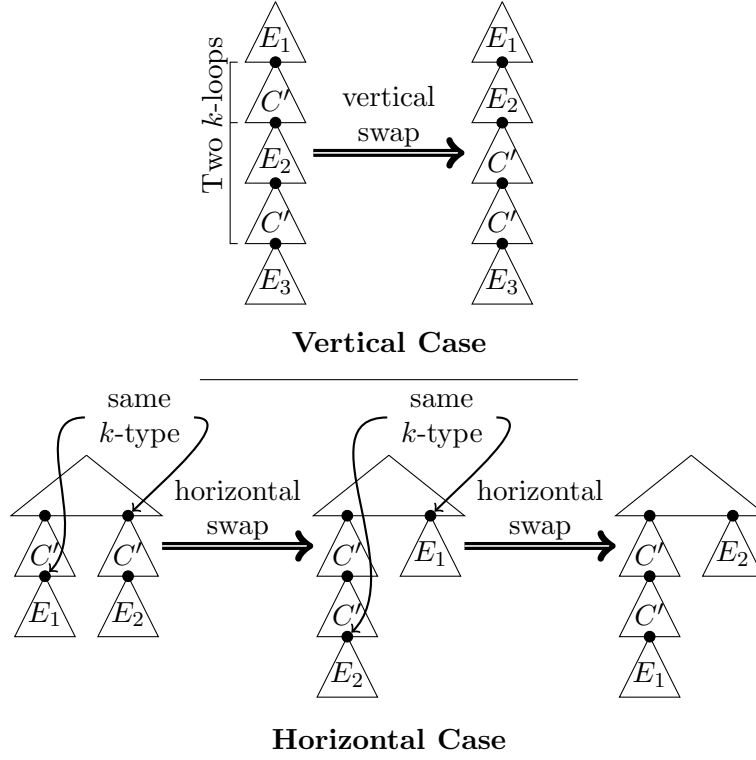 E₁
E₁
C′
E₂
Two k-loops
vertical
swap
E₂
C′
C′
C′
E₃
E₃
Vertical Case
same
k-type
same
k-type
horizontal
swap
horizontal
swap
C′
C′
C′
E₁
C′
E₂
E₁
E₂
C′
C′
E₂
E₁
Horizontal Case